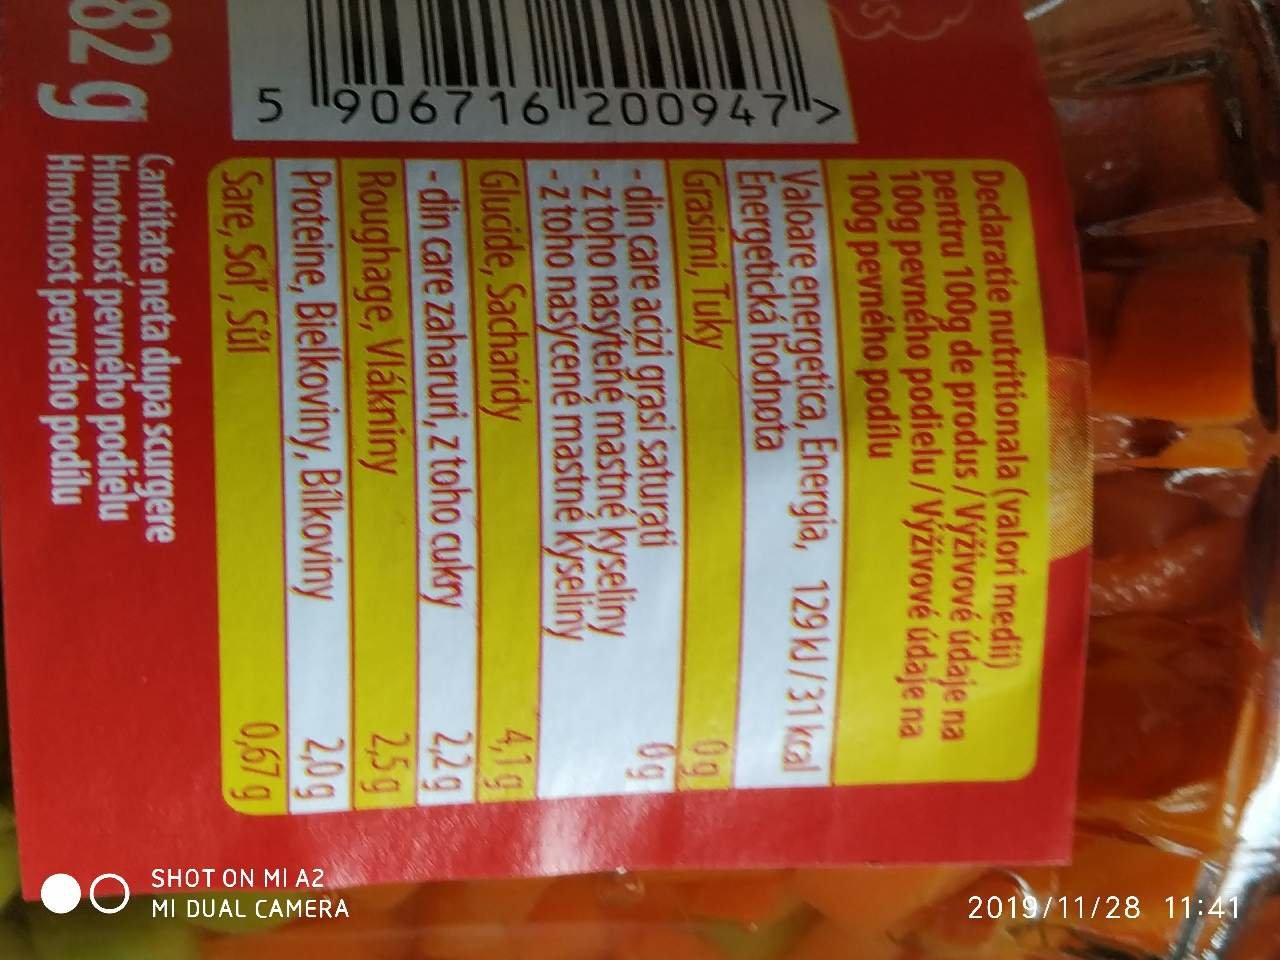 82 g
5 906716 200947 >
Declaratie nutritionala (valori medii)
pentru 100g de produs / Výživové údaje na
100g pevného podielu / Výživové údaje na
100g pevného podílu
Valoare energetica, Energia, 129 kJ / 31 kcal
Energetická hodnota
Grasimi, Tuky 0 g
- din care acizi grasi saturati
- z toho nasýtené mastné kyseliny 0 g
- z toho nasycené mastné kyseliny
Glucide, Sacharidy 4,1 g
- din care zaharuri, z toho cukry 2,2 g
Roughage, Vlákniny 2,5 g
Proteine, Bielkoviny, Bílkoviny 2,0 g
Sare, Sol', Sůl 0,67 g
Cantitate neta dupa scurgere
Hmotnosť pevného podielu
Hmotnost pevného podílu
SHOT ON MI A2
MI DUAL CAMERA
2019/11/28 11:41